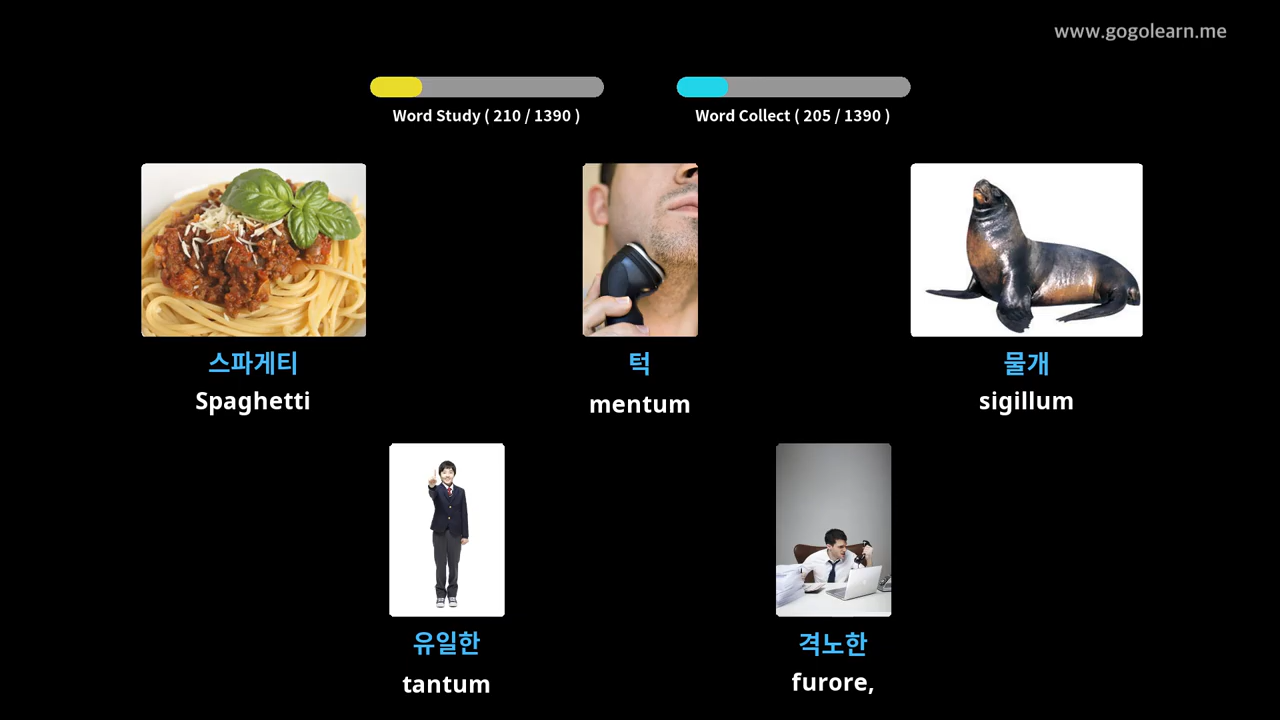 www.gogolearn.me
Word Study ( 210 / 1390 )
Word Collect ( 205 / 1390 )
스파게티
Spaghetti
턱
mentum
물개
sigillum
유일한
tantum
격노한
furore,